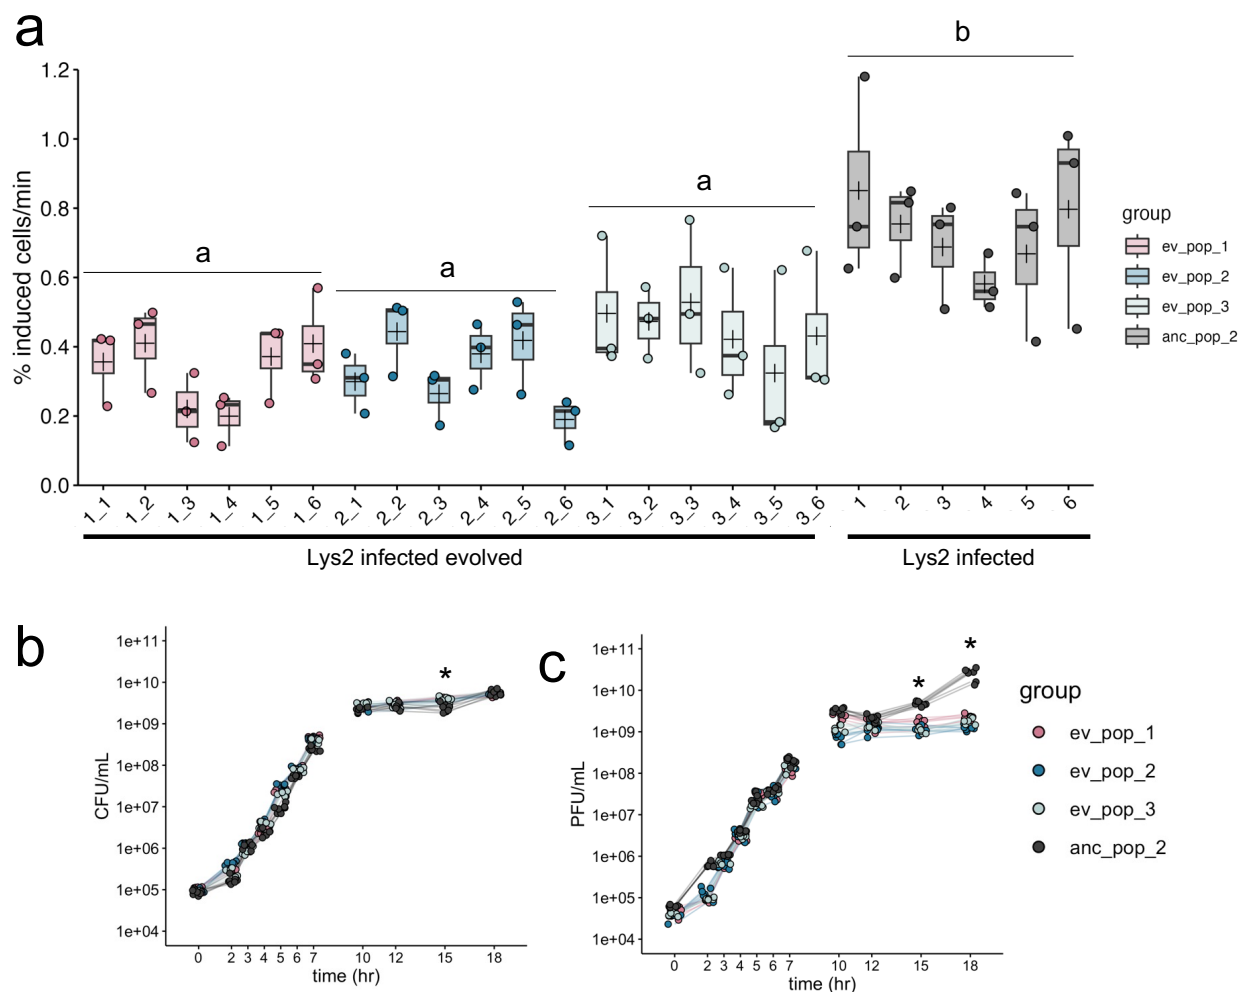 a
b
1.2
1.0
0.8
0.6
0.4
0.2
0.0
% induced cells/min
a
a
a
group
ev_pop_1
ev_pop_2
ev_pop_3
anc_pop_2
1_1 1_2 1_3 1_4 1_5 1_6 2_1 2_2 2_3 2_4 2_5 2_6 3_1 3_2 3_3 3_4 3_5 3_6 1 2 3 4 5 6
Lys2 infected evolved Lys2 infected
b
1e+11
1e+10
1e+09
1e+08
1e+07
1e+06
1e+05
1e+04
CFU/mL
*
0 2 3 4 5 6 7 10 12 15 18
time (hr)
c
1e+11
1e+10
1e+09
1e+08
1e+07
1e+06
1e+05
1e+04
PFU/mL
* *
0 2 3 4 5 6 7 10 12 15 18
time (hr)
group
ev_pop_1
ev_pop_2
ev_pop_3
anc_pop_2